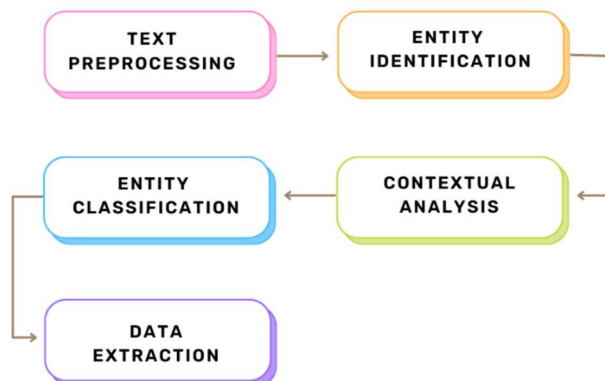 TEXT
PREPROCESSING
ENTITY
IDENTIFICATION
CONTEXTUAL
ANALYSIS
ENTITY
CLASSIFICATION
DATA
EXTRACTION